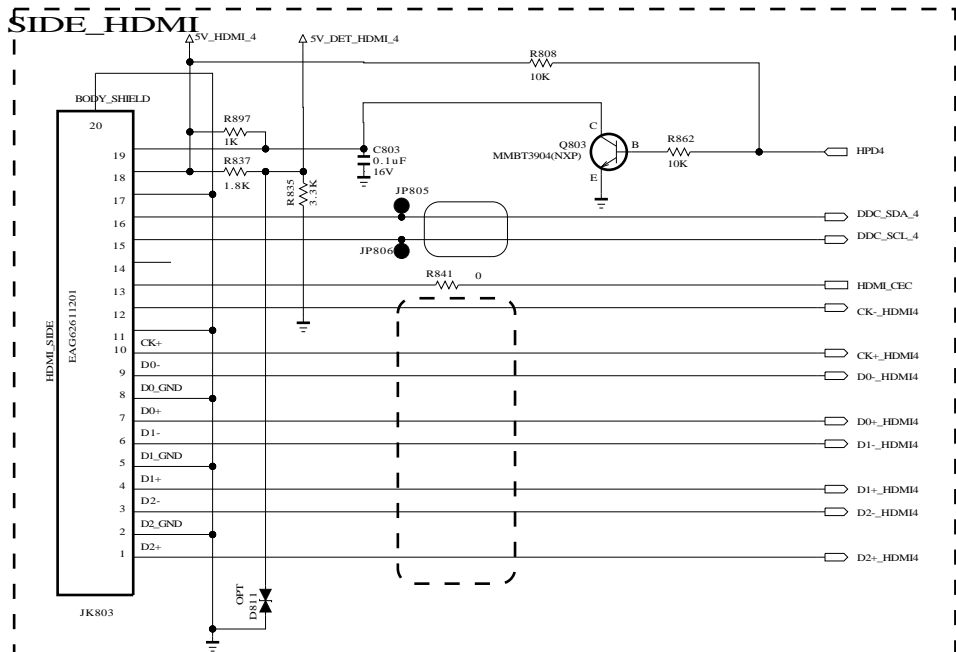 SIDE_HDMI
5V_HDMI_4
5V_DET_HDMI_4
R808
10K
BODY_SHIELD
20
R897
1K
C803
0.1uF
16V
C
Q803
MMBT3904(NXP)
B
E
R862
10K
HPD4
19
18
R837
1.8K
R835
3.3K
17
JP805
16
DDC_SDA_4
15
DDC_SCL_4
JP806
14
R841
0
13
HDMI_CEC
12
CK-_HDMI4
11
EAG62611201
HDMI_SIDE
CK+
10
CK+_HDMI4
D0-
9
D0-_HDMI4
D0_GND
8
D0+
7
D0+_HDMI4
D1-
6
D1-_HDMI4
D1_GND
5
D1+
4
D1+_HDMI4
D2-
3
D2-_HDMI4
D2_GND
2
D2+
1
D2+_HDMI4
OPT
D811
JK803